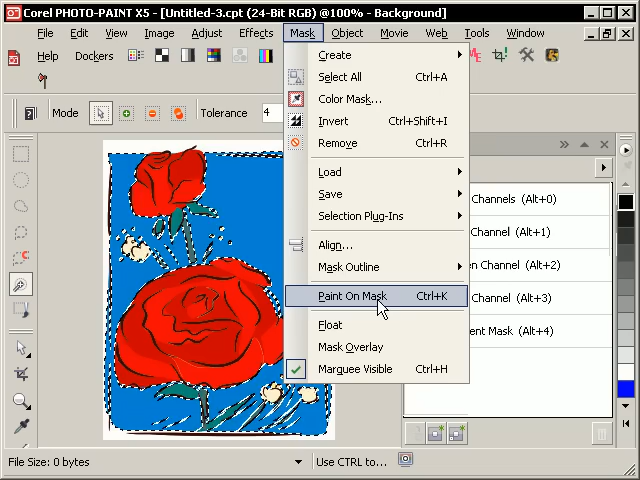 Corel PHOTO-PAINT X5 - [Untitled-3.cpt (24-Bit RGB) @100% - Background]
File Edit View Image Adjust Effects Mask Object Movie Web Tools Window
Help Dockers
Mode Tolerance 4
Create
Select All Ctrl+A
Color Mask...
Invert Ctrl+Shift+I
Remove Ctrl+R
Load
Save
Selection Plug-Ins
Align...
Mask Outline
Paint On Mask Ctrl+K
Float
Mask Overlay
Marquee Visible Ctrl+H
Channels (Alt+0)
Channel (Alt+1)
en Channel (Alt+2)
Channel (Alt+3)
ent Mask (Alt+4)
File Size: 0 bytes Use CTRL to...